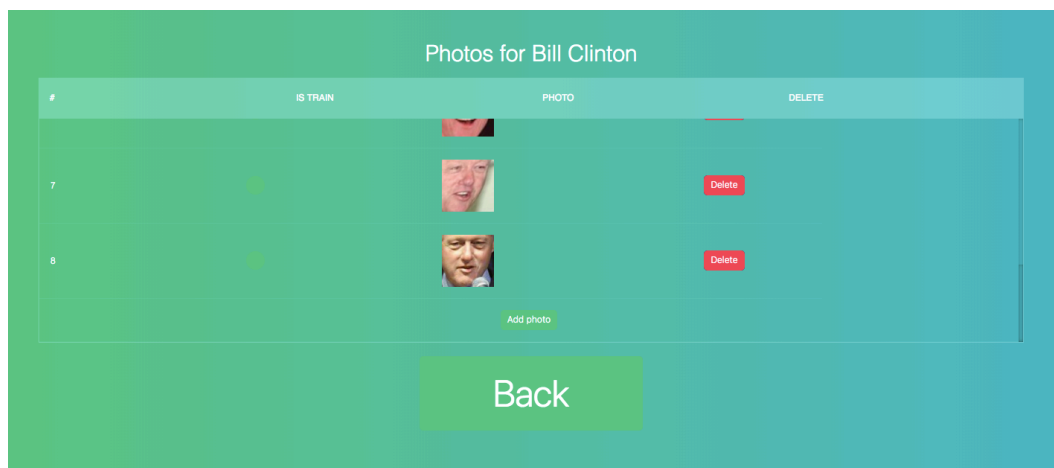 Photos for Bill Clinton
# IS TRAIN PHOTO DELETE
7 Delete
8 Delete
Add photo
Back